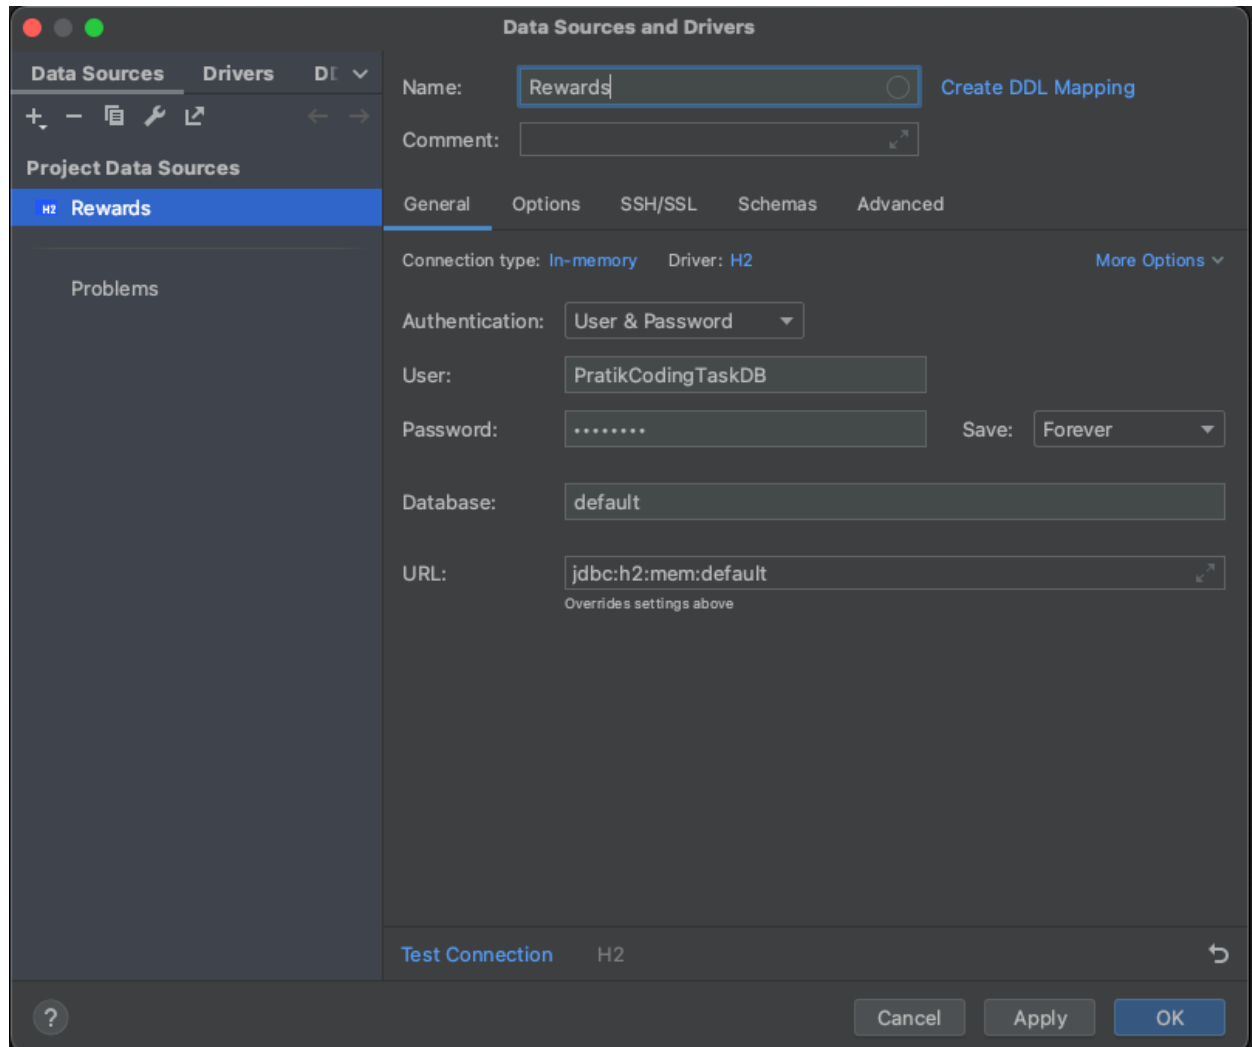 Data Sources and Drivers
Data Sources Drivers
Project Data Sources
H2 Rewards
Problems
Name: Rewards Create DDL Mapping
Comment:
General Options SSH/SSL Schemas Advanced
Connection type: In-memory Driver: H2 More Options
Authentication: User & Password
User: PratikCodingTaskDB
Password: •••••••• Save: Forever
Database: default
URL: jdbc:h2:mem:default
Overrides settings above
Test Connection H2
? Cancel Apply OK